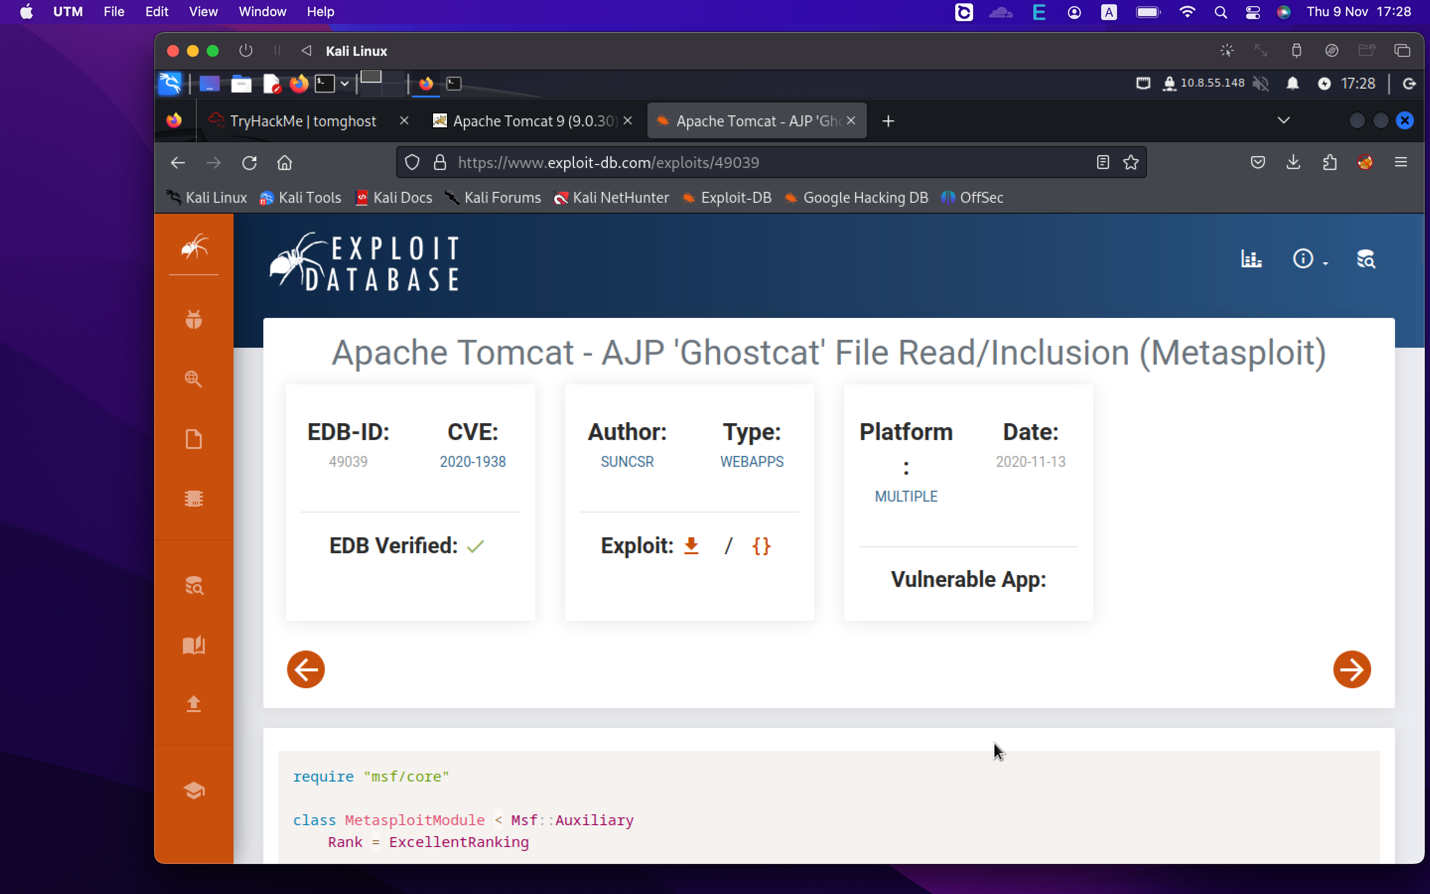 UTM File Edit View Window Help
E A Thu 9 Nov 17:28
Kali Linux
10.8.55.148 17:28
TryHackMe | tomghost Apache Tomcat 9 (9.0.30) Apache Tomcat - AJP 'Gh
https://www.exploit-db.com/exploits/49039
Kali Linux Kali Tools Kali Docs Kali Forums Kali NetHunter Exploit-DB Google Hacking DB OffSec
EXPLOIT
DATABASE
Apache Tomcat - AJP 'Ghostcat' File Read/Inclusion (Metasploit)
EDB-ID:
49039
CVE:
2020-1938
EDB Verified:
Author:
SUNCSR
Type:
WEBAPPS
Exploit: / {}
Platform
:
MULTIPLE
Date:
2020-11-13
Vulnerable App:
require "msf/core"
class MetasploitModule < Msf::Auxiliary
Rank = ExcellentRanking